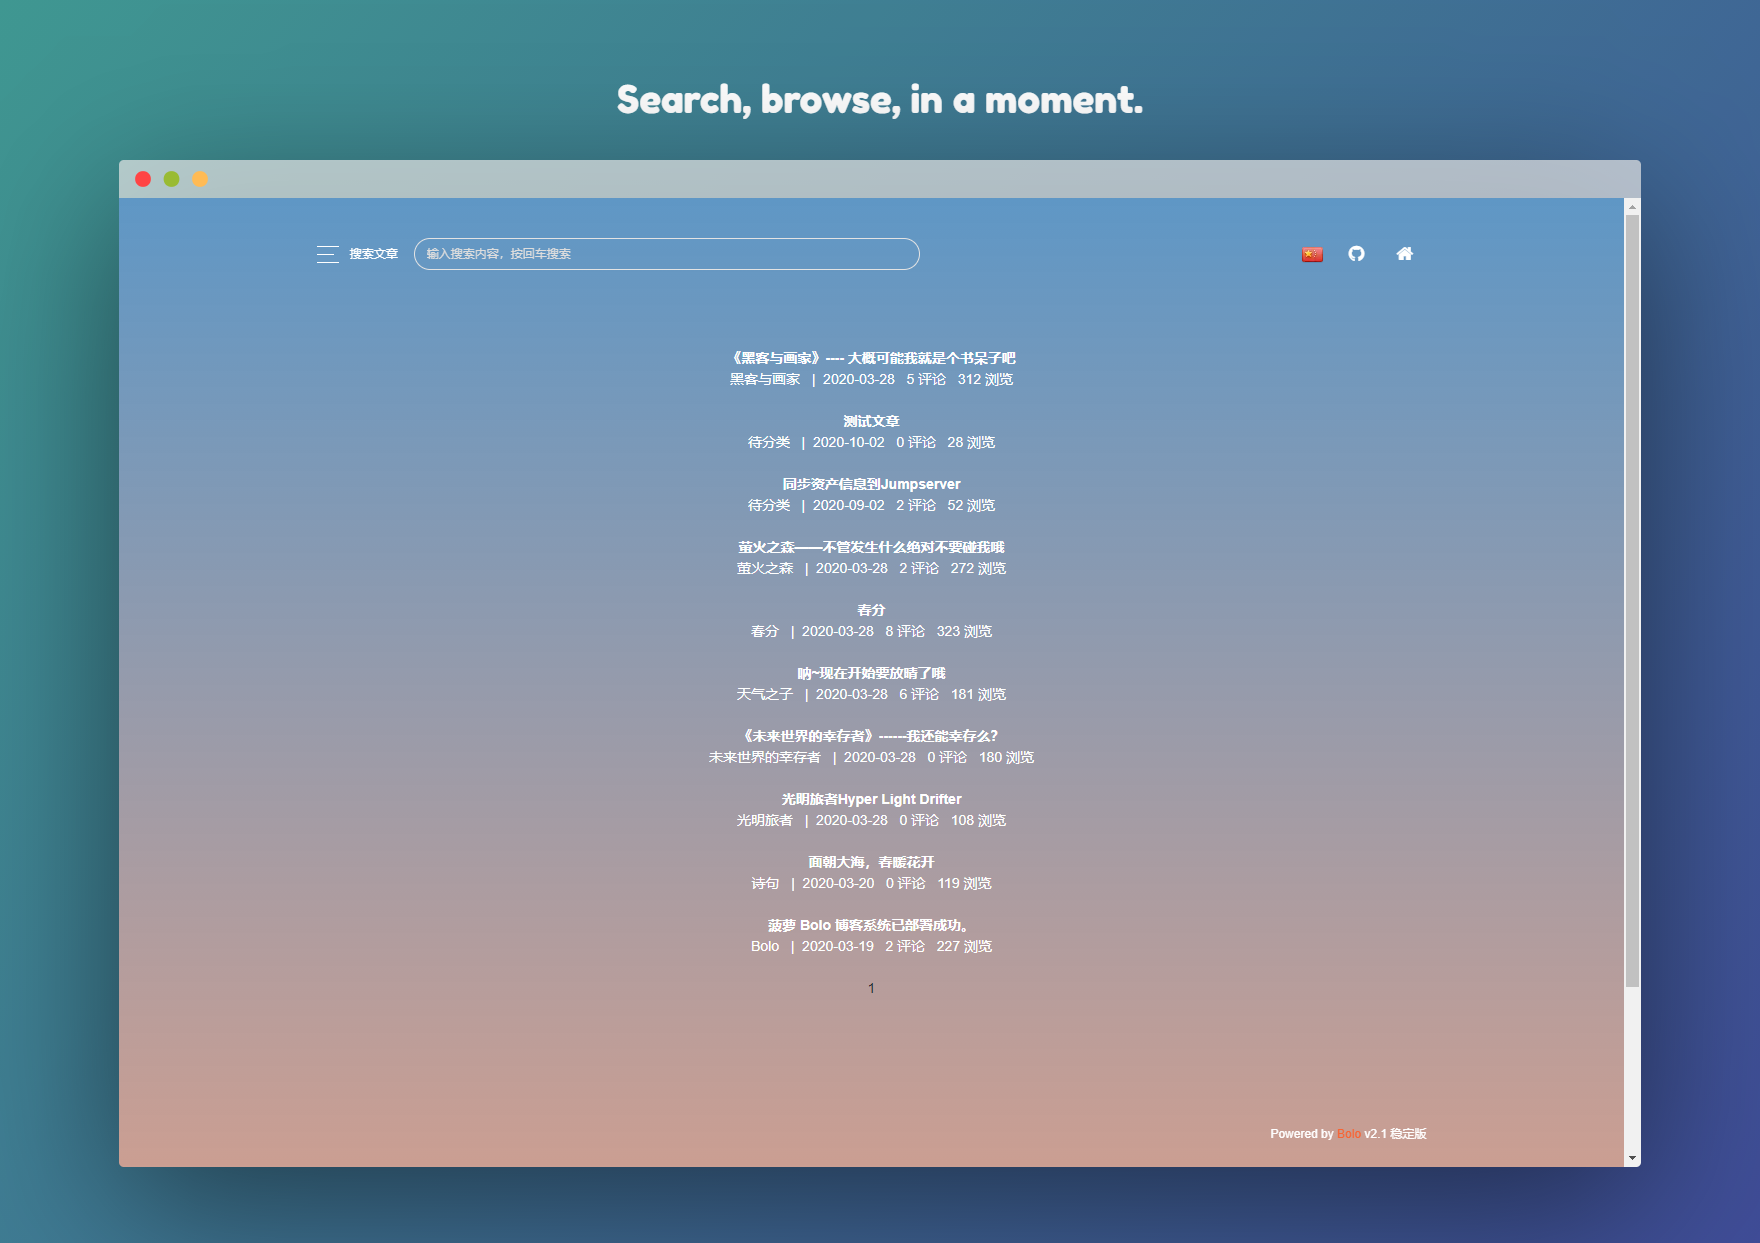 Search, browse, in a moment.
搜索文章
输入搜索内容，按回车搜索
《黑客与画家》---- 大概可能我就是个书呆子吧
黑客与画家 | 2020-03-28 5 评论 312 浏览
测试文章
待分类 | 2020-10-02 0 评论 28 浏览
同步资产信息到Jumpserver
待分类 | 2020-09-02 2 评论 52 浏览
萤火之森——不管发生什么绝对不要碰我哦
萤火之森 | 2020-03-28 2 评论 272 浏览
春分
春分 | 2020-03-28 8 评论 323 浏览
呐~现在开始要放晴了哦
天气之子 | 2020-03-28 6 评论 181 浏览
《未来世界的幸存者》------我还能幸存么？
未来世界的幸存者 | 2020-03-28 0 评论 180 浏览
光明旅者Hyper Light Drifter
光明旅者 | 2020-03-28 0 评论 108 浏览
面朝大海，春暖花开
诗句 | 2020-03-20 0 评论 119 浏览
菠萝 Bolo 博客系统已部署成功。
Bolo | 2020-03-19 2 评论 227 浏览
1
Powered by Bolo v2.1 稳定版